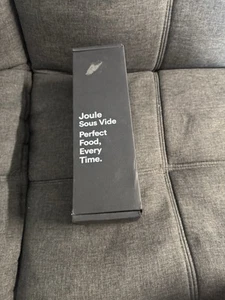 Joule
Sous Vide
Perfect
Food,
Every
Time.